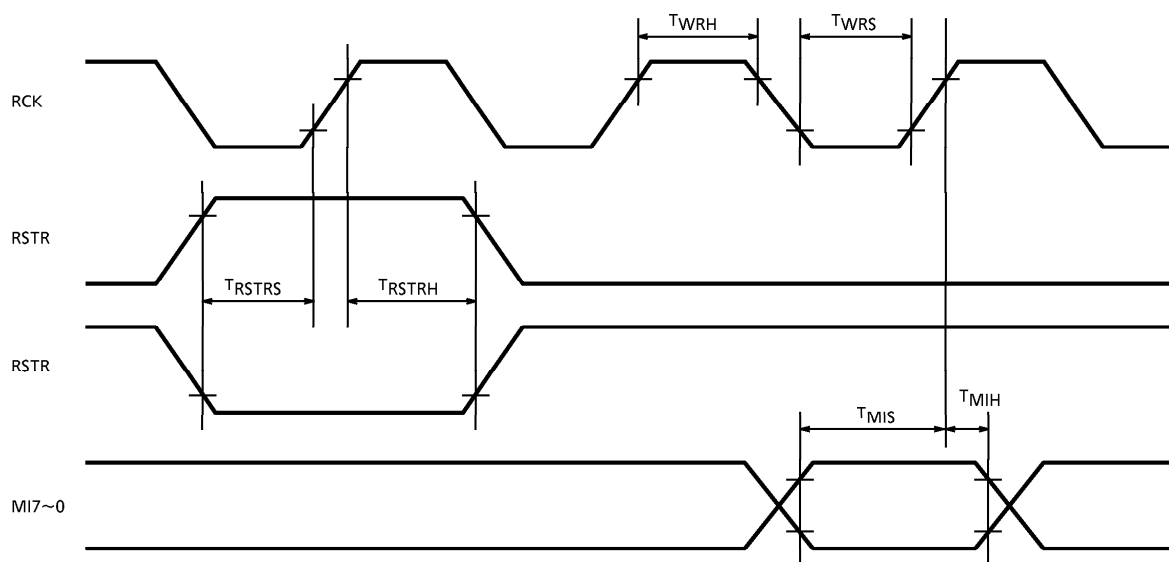 TWRH
TWRS
RCK
RSTR
TRSTRS
TRSTRH
RSTR
TMIS
TMIH
MI7~0